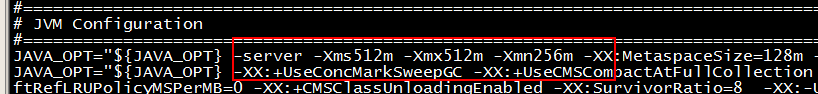 #===========================================================================================
# JVM Configuration
#===========================================================================================
JAVA_OPT="${JAVA_OPT} -server -Xms512m -Xmx512m -Xmn256m -XX:MetaspaceSize=128m -
JAVA_OPT="${JAVA_OPT} -XX:+UseConcMarkSweepGC -XX:+UseCMSCompactAtFullCollection
ftRefLRUPolicyMSPerMB=0 -XX:+CMSClassUnloadingEnabled -XX:SurvivorRatio=8 -XX:-U